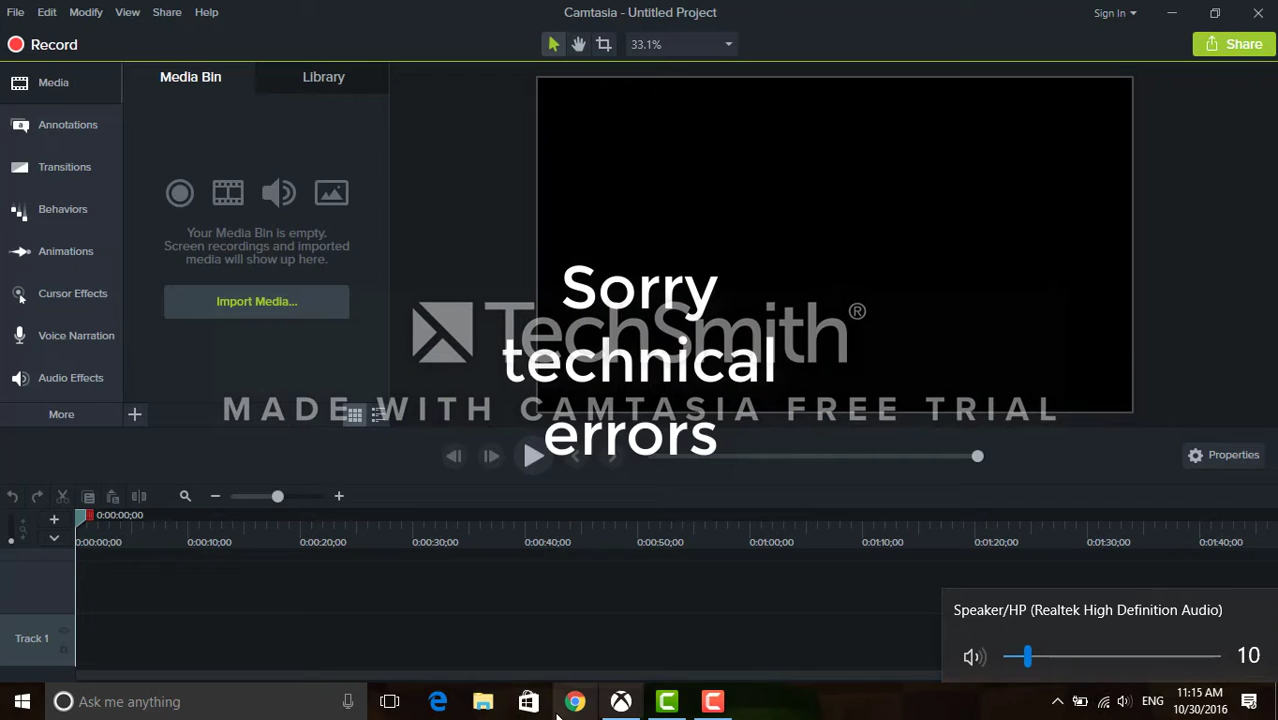 File Edit Modify View Share Help
Camtasia - Untitled Project
Sign In
Record
33.1%
Share
Media
Annotations
Transitions
Behaviors
Animations
Cursor Effects
Voice Narration
Audio Effects
More
Media Bin
Library
Your Media Bin is empty.
Screen recordings and imported
media will show up here.
Import Media...
Sorry
technical
errors
TechSmith®
MADE WITH CAMTASIA FREE TRIAL
Properties
0:00:00;00
0:00:00;00 0:00:10;00 0:00:20;00 0:00:30;00 0:00:40;00 0:00:50;00 0:01:00;00 0:01:10;00 0:01:20;00 0:01:30;00 0:01:40;00
Track 1
Speaker/HP (Realtek High Definition Audio)
10
Ask me anything
ENG
11:15 AM
10/30/2016